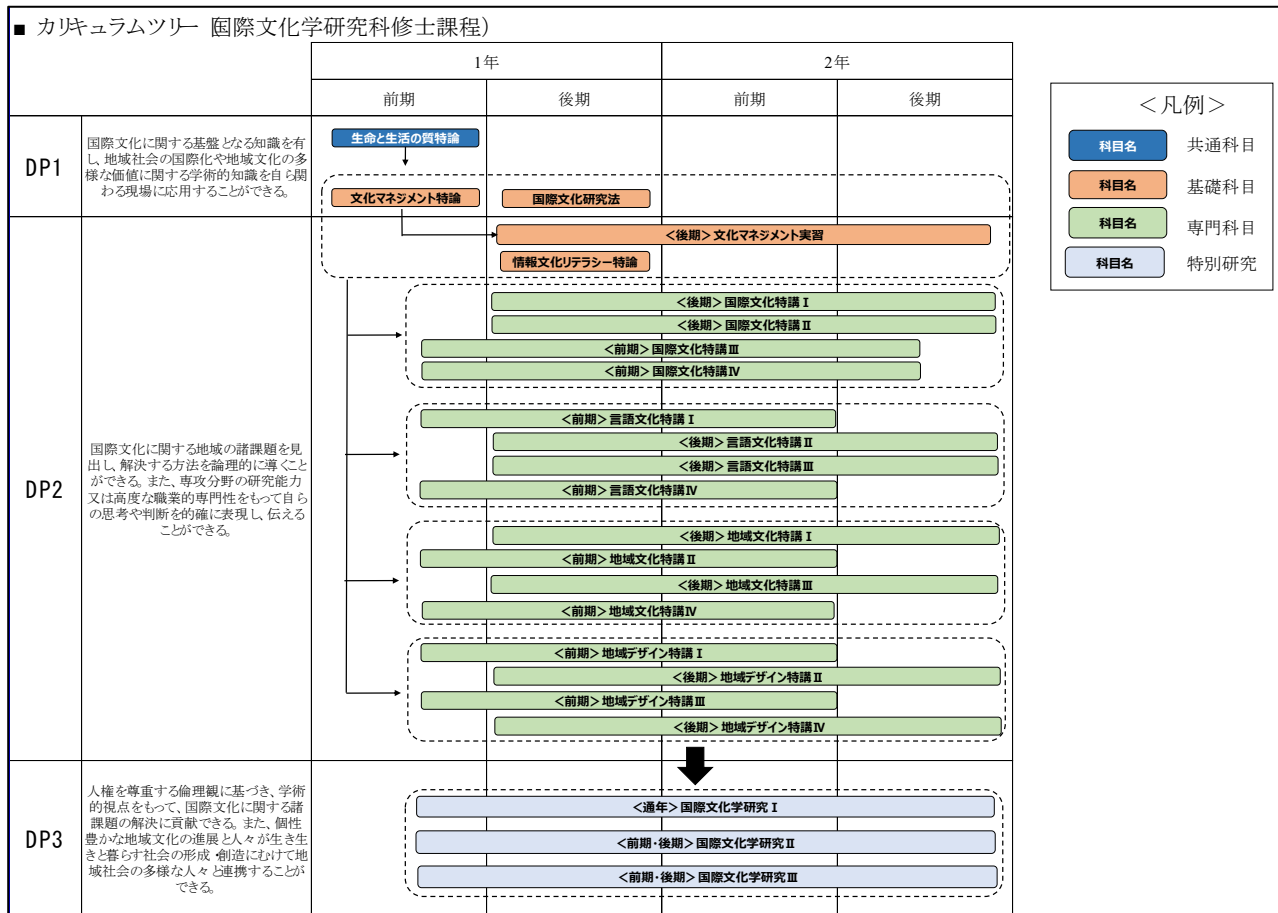 ■ カリキュラムツリー (国際文化学研究科修士課程)
1年
2年
前期
後期
前期
後期
DP1
国際文化に関する基盤となる知識を有
し、地域社会の国際化や地域文化の多
様な価値に関する学術的知識を自ら関
わる現場に応用することができる。
生命と生活の質特論
文化マネジメント特論
国際文化研究法
DP2
国際文化に関する地域の諸課題を見
出し、解決する方法を論理的に導くこと
ができる。また、専攻分野の研究能力
又は高度な職業的専門性をもって自ら
の思考や判断を的確に表現し、伝える
ことができる。
<後期>文化マネジメント実習
情報文化リテラシー特論
<後期>国際文化特講Ⅰ
<後期>国際文化特講Ⅱ
<前期>国際文化特講Ⅲ
<前期>国際文化特講Ⅳ
<前期>言語文化特講Ⅰ
<後期>言語文化特講Ⅱ
<後期>言語文化特講Ⅲ
<前期>言語文化特講Ⅳ
<後期>地域文化特講Ⅰ
<前期>地域文化特講Ⅱ
<後期>地域文化特講Ⅲ
<前期>地域文化特講Ⅳ
<前期>地域デザイン特講Ⅰ
<後期>地域デザイン特講Ⅱ
<前期>地域デザイン特講Ⅲ
<後期>地域デザイン特講Ⅳ
DP3
人権を尊重する倫理観に基づき、学術
的視点をもって、国際文化に関する諸
課題の解決に貢献できる。また、個性
豊かな地域文化の進展と人々が生き生
きと暮らす社会の形成・創造にむけて地
域社会の多様な人々と連携することが
できる。
<通年>国際文化学研究Ⅰ
<前期・後期>国際文化学研究Ⅱ
<前期・後期>国際文化学研究Ⅲ
<凡例>
科目名 共通科目
科目名 基礎科目
科目名 専門科目
科目名 特別研究